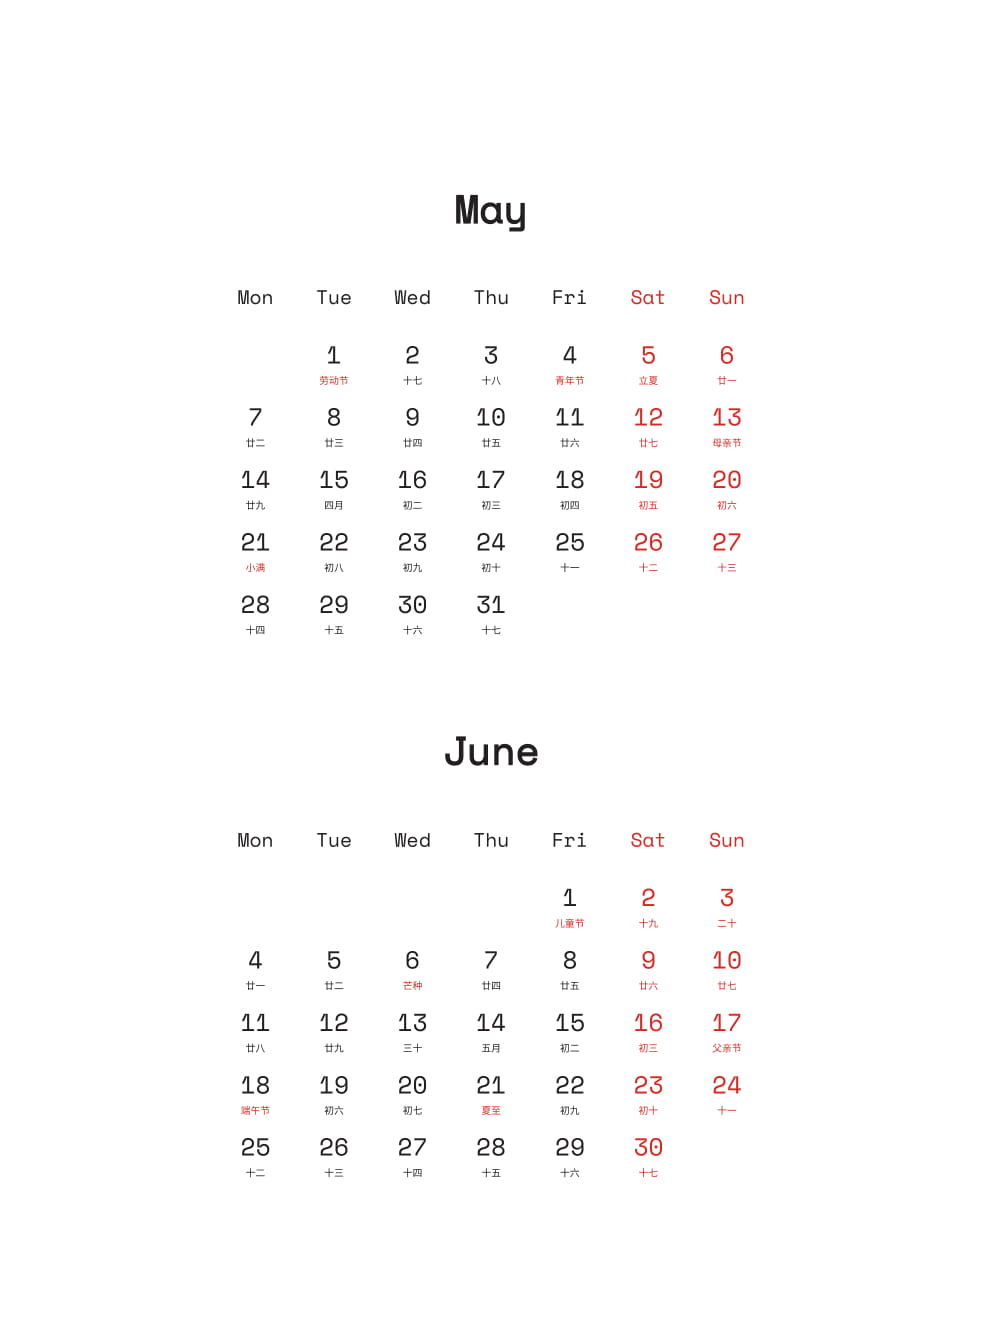 May
Mon Tue Wed Thu Fri Sat Sun
1 2 3 4 5 6
劳动节 十七 十八 青年节 立夏 廿一
7 8 9 10 11 12 13
廿二 廿三 廿四 廿五 廿六 廿七 母亲节
14 15 16 17 18 19 20
廿九 四月 初二 初三 初四 初五 初六
21 22 23 24 25 26 27
小满 初八 初九 初十 十一 十二 十三
28 29 30 31
十四 十五 十六 十七
June
Mon Tue Wed Thu Fri Sat Sun
1 2 3
儿童节 十九 二十
4 5 6 7 8 9 10
廿一 廿二 芒种 廿四 廿五 廿六 廿七
11 12 13 14 15 16 17
廿八 廿九 三十 五月 初二 初三 父亲节
18 19 20 21 22 23 24
端午节 初六 初七 夏至 初九 初十 十一
25 26 27 28 29 30
十二 十三 十四 十五 十六 十七